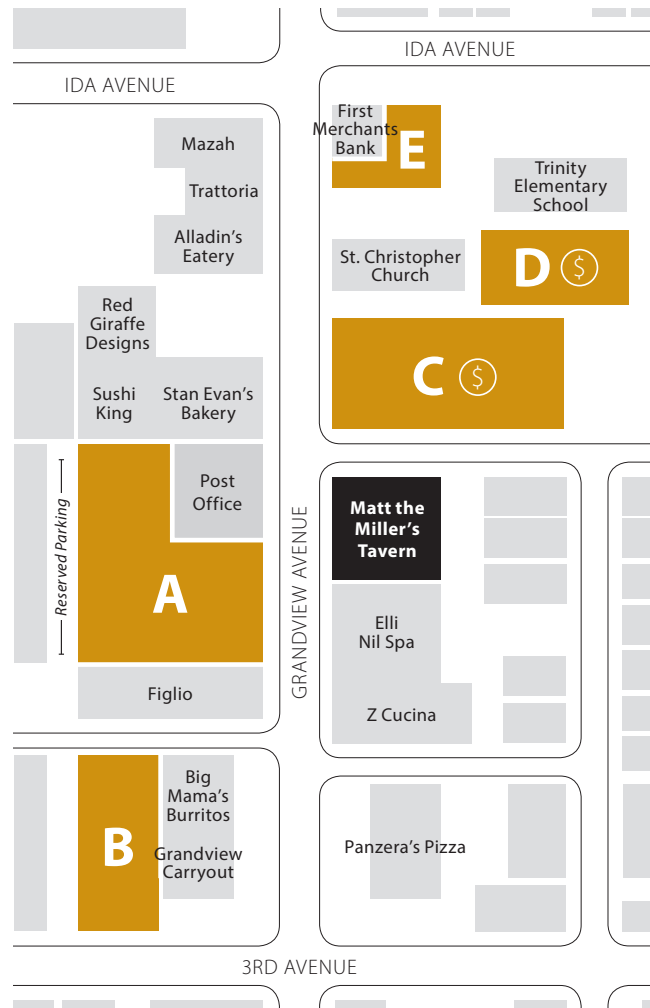 IDA AVENUE
IDA AVENUE
First
Merchants
Bank
E
Mazah
Trattoria
Alladin's
Eatery
Trinity
Elementary
School
St. Christopher
Church
D $
Red
Giraffe
Designs
C $
Sushi
King
Stan Evan's
Bakery
Post
Office
Reserved Parking
A
GRANDVIEW AVENUE
Matt the
Miller's
Tavern
Elli
Nil Spa
Figlio
Z Cucina
B
Big
Mama's
Burritos
Grandview
Carryout
Panzera's Pizza
3RD AVENUE